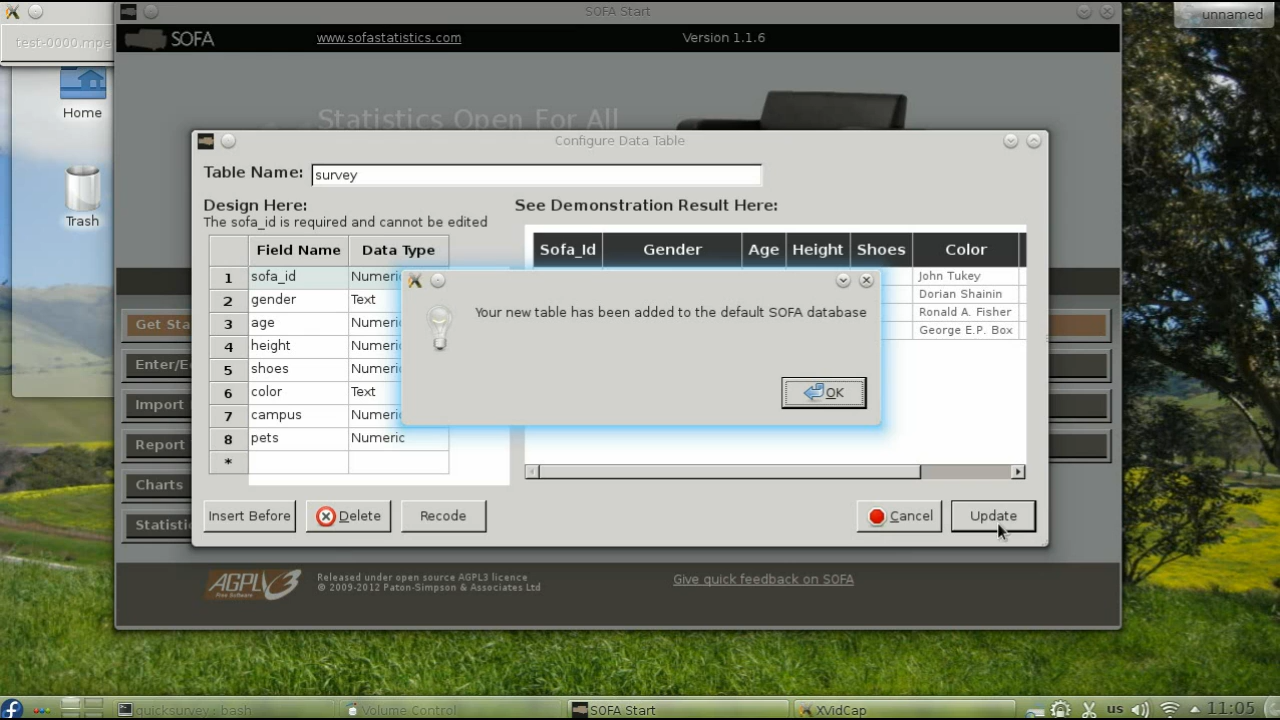 SOFA Start
unnamed
test-0000.mpe
SOFA
www.sofastatistics.com
Version 1.1.6
Home
Statistics Open For All
Configure Data Table
Table Name: survey
Design Here:
The sofa_id is required and cannot be edited
See Demonstration Result Here:
Trash
Field Name Data Type
Sofa_Id Gender Age Height Shoes Color
1 sofa_id Numeric
2 gender Text
3 age Numeric
4 height Numeric
5 shoes Numeric
6 color Text
7 campus Numeric
8 pets Numeric
*
John Tukey
Dorian Shainin
Ronald A. Fisher
George E.P. Box
Your new table has been added to the default SOFA database
OK
Get Sta
Enter/E
Import
Report
Charts
Statistic
Insert Before
Delete
Recode
Cancel
Update
AGPLv3
Free Software
Released under open source AGPL3 licence
© 2009-2012 Paton-Simpson & Associates Ltd
Give quick feedback on SOFA
quicksurvey : bash
Volume Control
SOFA Start
XVidCap
us
11:05